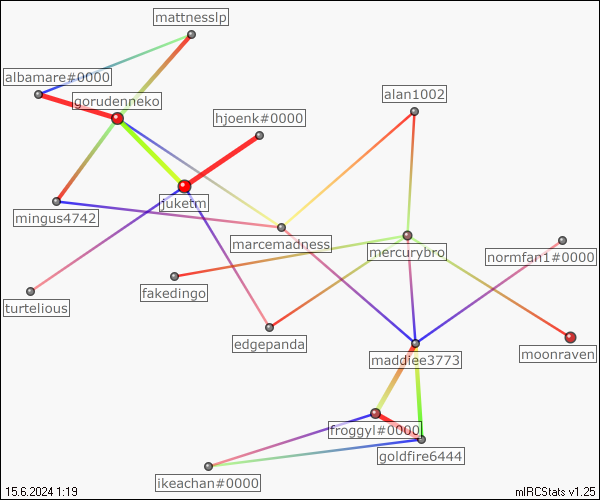 mattnesslp
albamare#0000
alan1002
gorudenneko
hjoenk#0000
juketm
mingus4742
marcemadness
mercurybro
normfan1#0000
fakedingo
turtelious
edgepanda
moonraven
maddiee3773
froggyl#0000
goldfire6444
ikeachan#0000
15.6.2024 1:19
mIRCStats v1.25